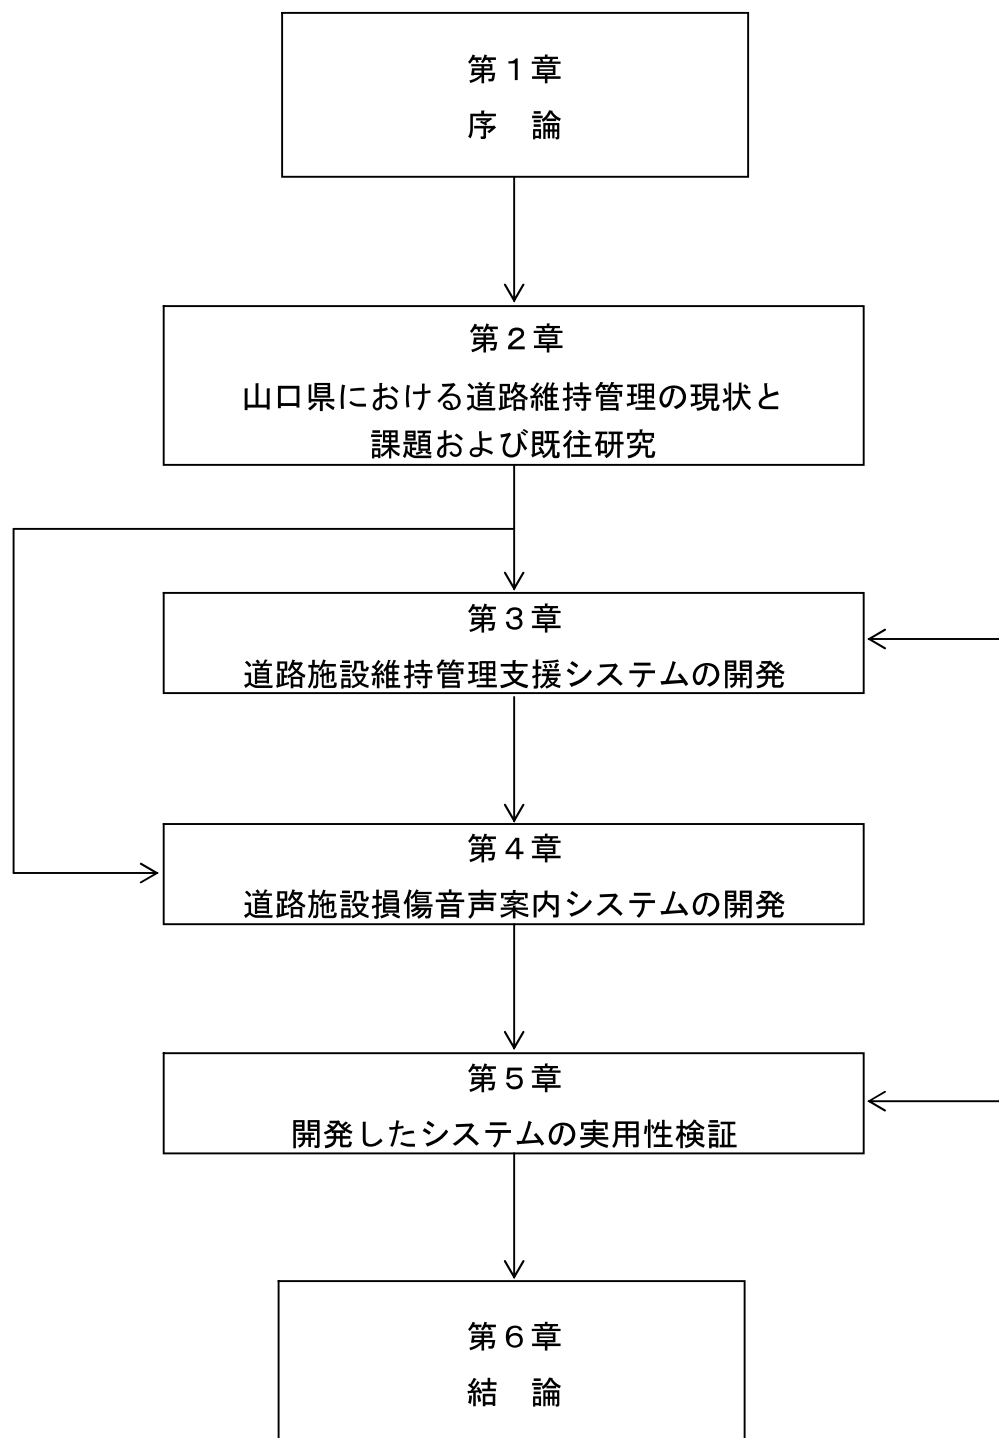 第１章
序　論
第２章
山口県における道路維持管理の現状と
課題および既往研究
第３章
道路施設維持管理支援システムの開発
第４章
道路施設損傷音声案内システムの開発
第５章
開発したシステムの実用性検証
第６章
結　論